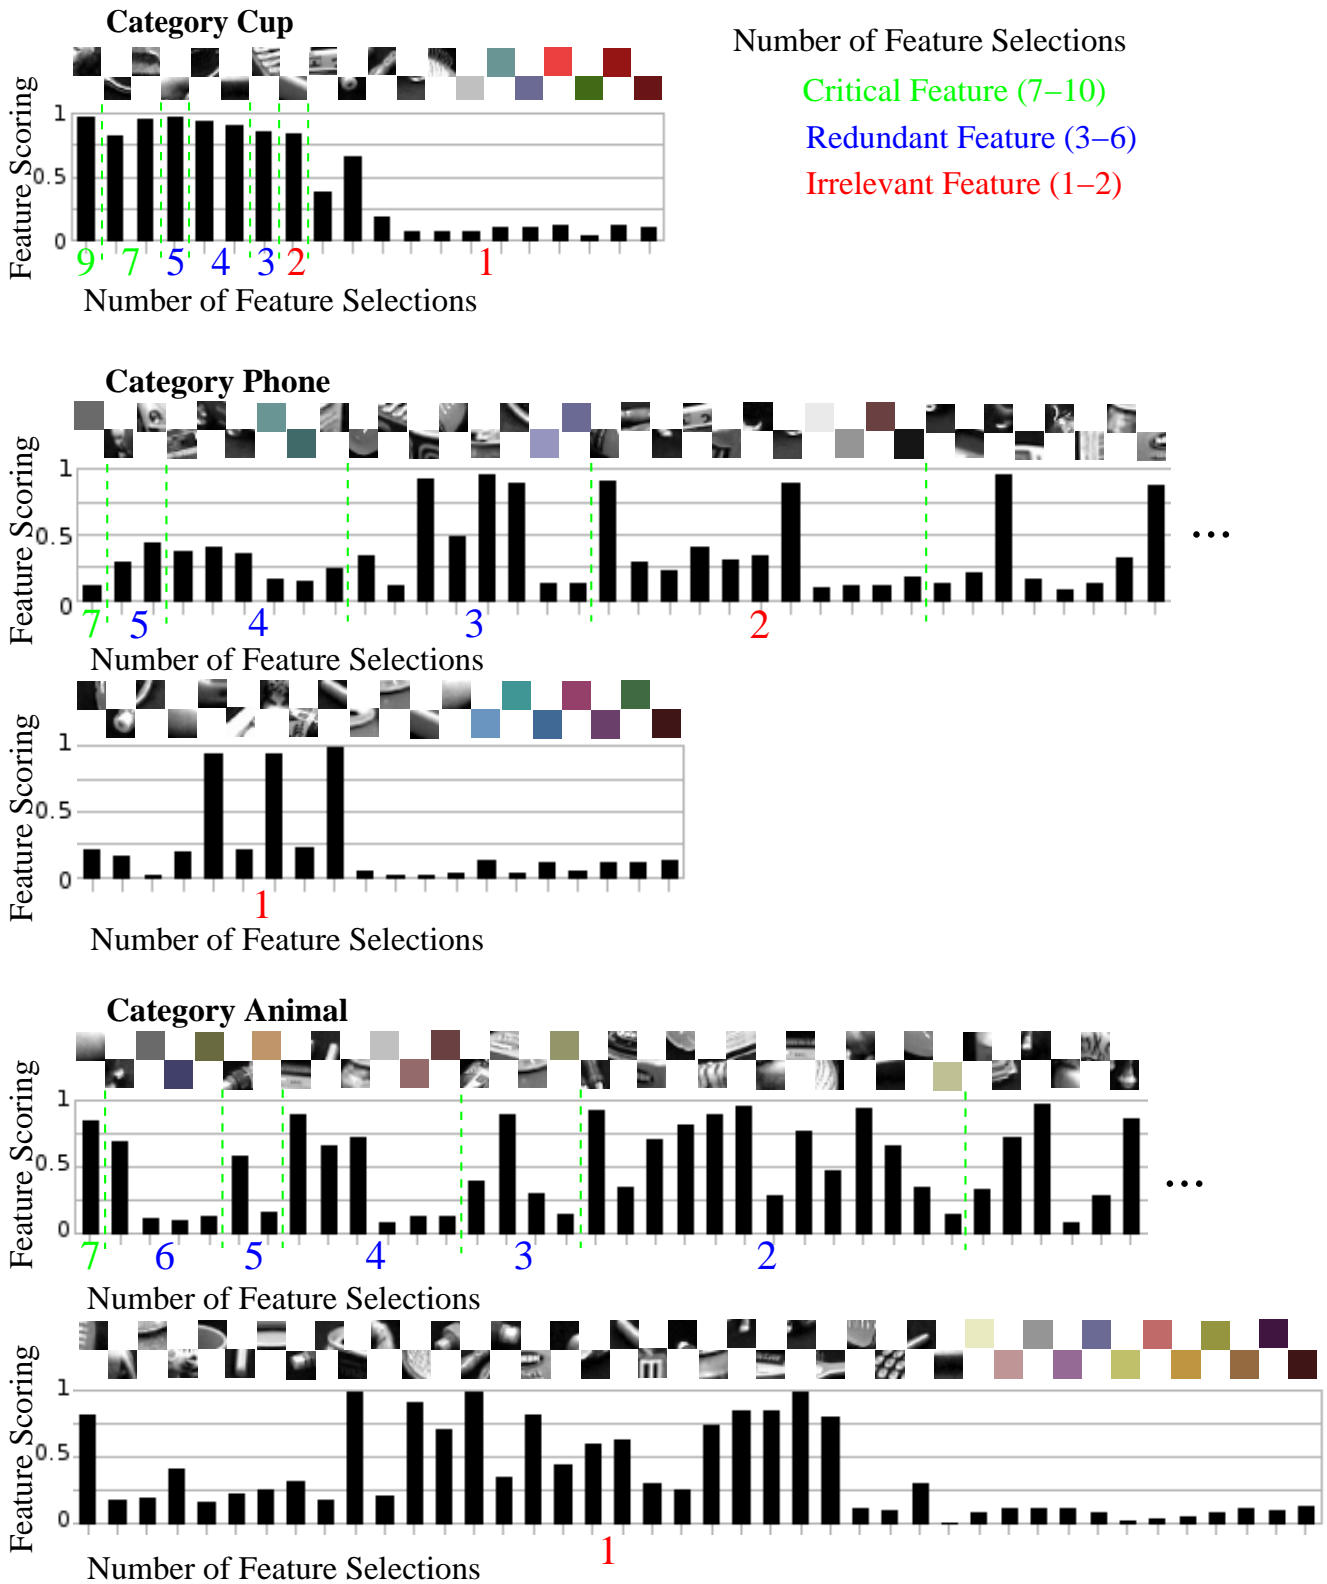 Category Cup
Number of Feature Selections
Critical Feature (7–10)
Redundant Feature (3–6)
Irrelevant Feature (1–2)
Feature Scoring
1
0.5
0
9 7 5 4 3 2 1
Number of Feature Selections
Category Phone
Feature Scoring
1
0.5
0
...
7 5 4 3 2
Number of Feature Selections
Feature Scoring
1
0.5
0
1
Number of Feature Selections
Category Animal
Feature Scoring
1
0.5
0
...
7 6 5 4 3 2
Number of Feature Selections
Feature Scoring
1
0.5
0
1
Number of Feature Selections